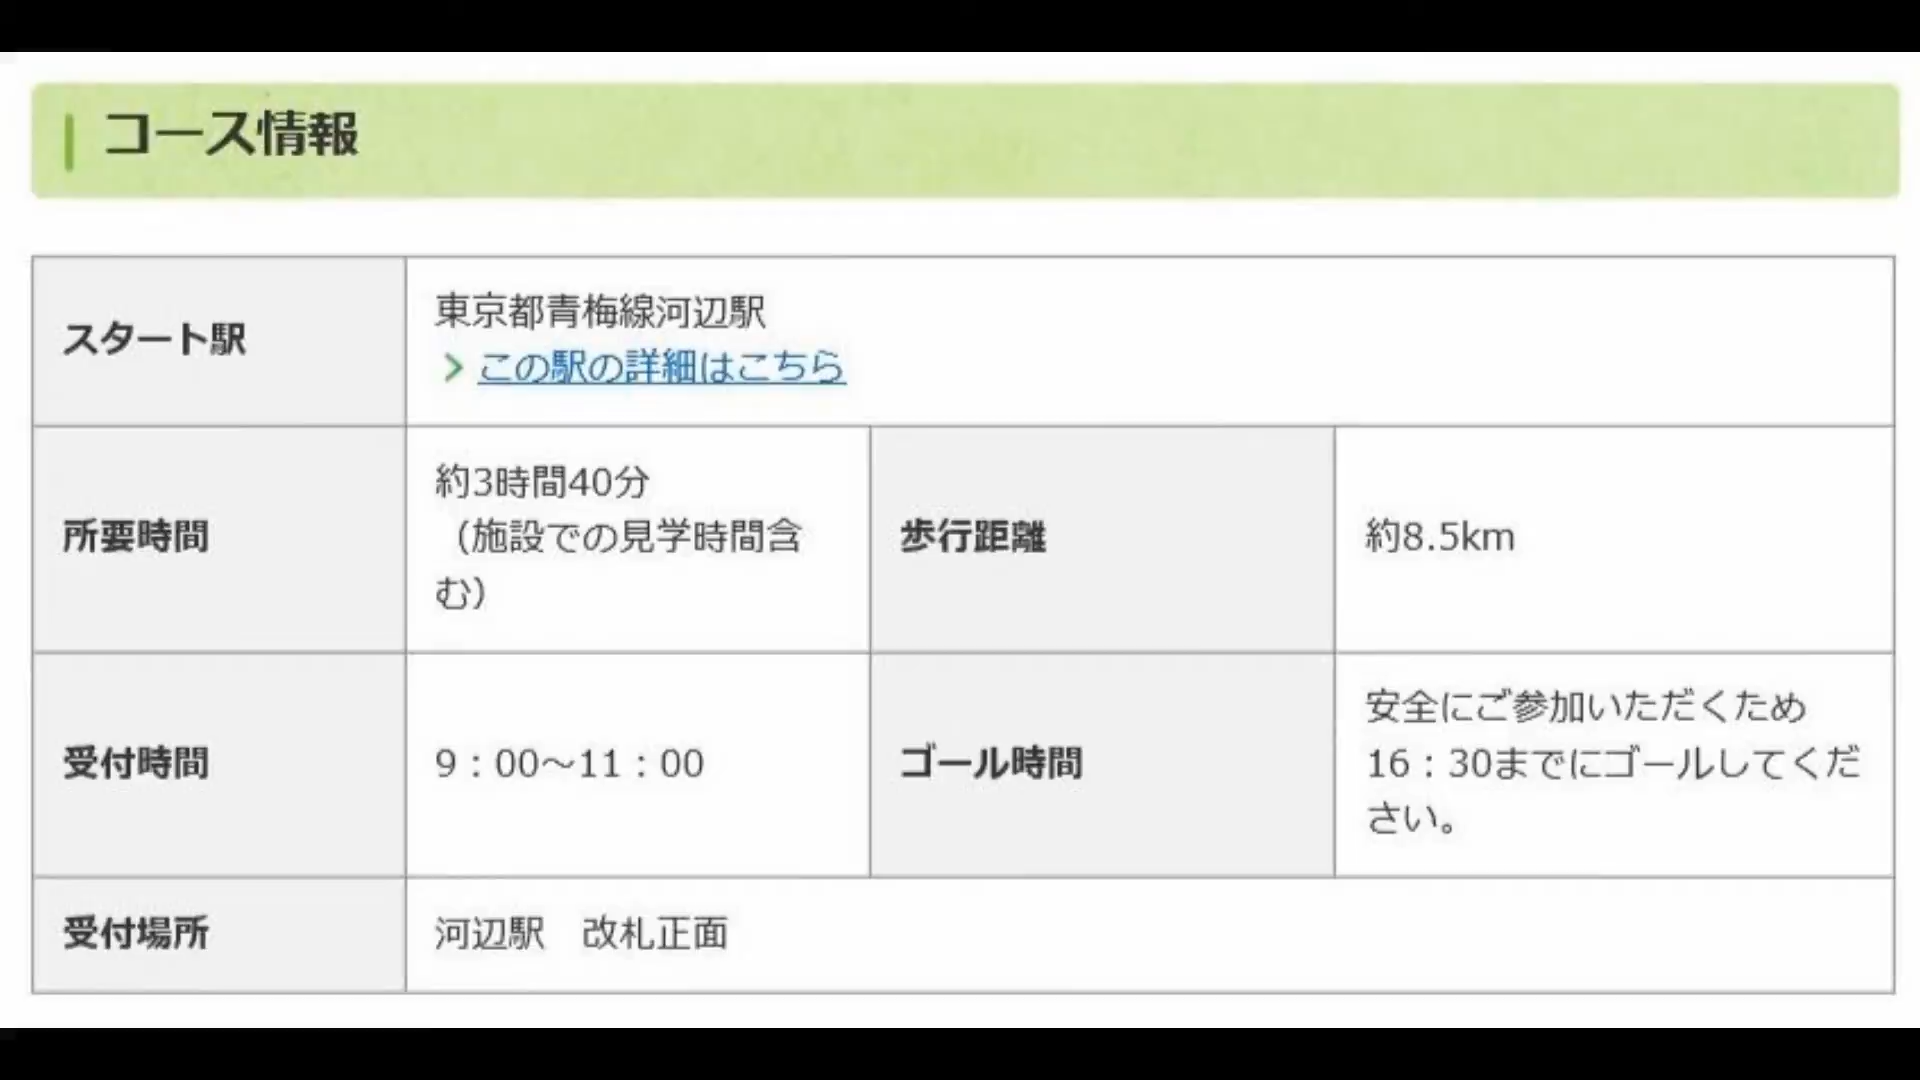 コース情報
スタート駅
東京都青梅線河辺駅
> この駅の詳細はこちら
所要時間
約3時間40分
（施設での見学時間含
む）
歩行距離
約8.5km
受付時間
9：00～11：00
ゴール時間
安全にご参加いただくため
16：30までにゴールしてくだ
さい。
受付場所
河辺駅　改札正面